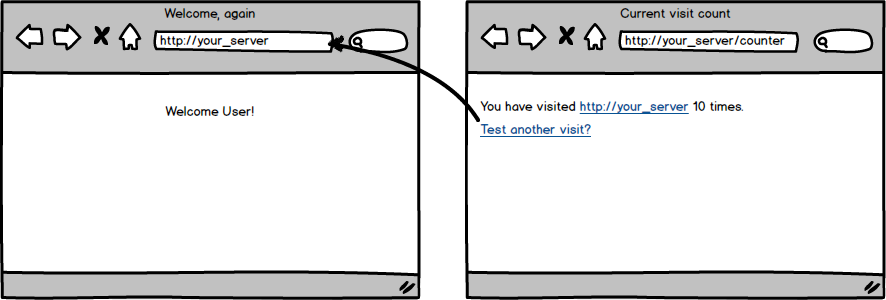 Welcome, again
http://your_server
Welcome User!
Current visit count
http://your_server/counter
You have visited http://your_server 10 times.
Test another visit?